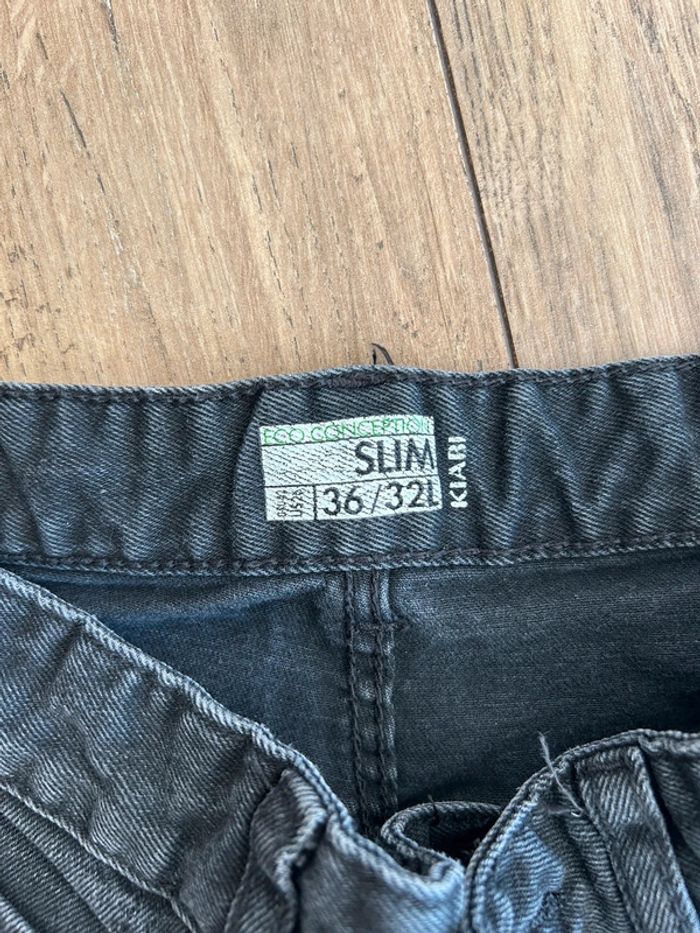 ECO CONCEPTION
SLIM
36/32L
KIABI